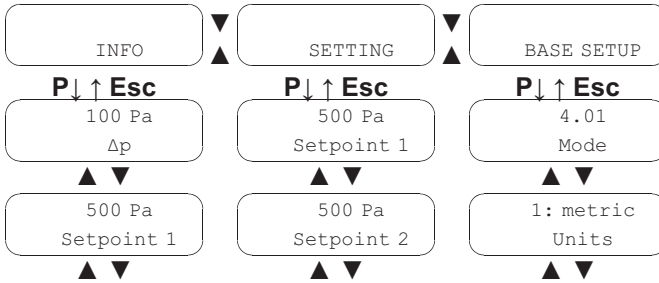 INFO
SETTING
BASE SETUP
P↓ ↑ Esc
P↓ ↑ Esc
P↓ ↑ Esc
100 Pa
Δp
500 Pa
Setpoint 1
4.01
Mode
500 Pa
Setpoint 1
500 Pa
Setpoint 2
1: metric
Units